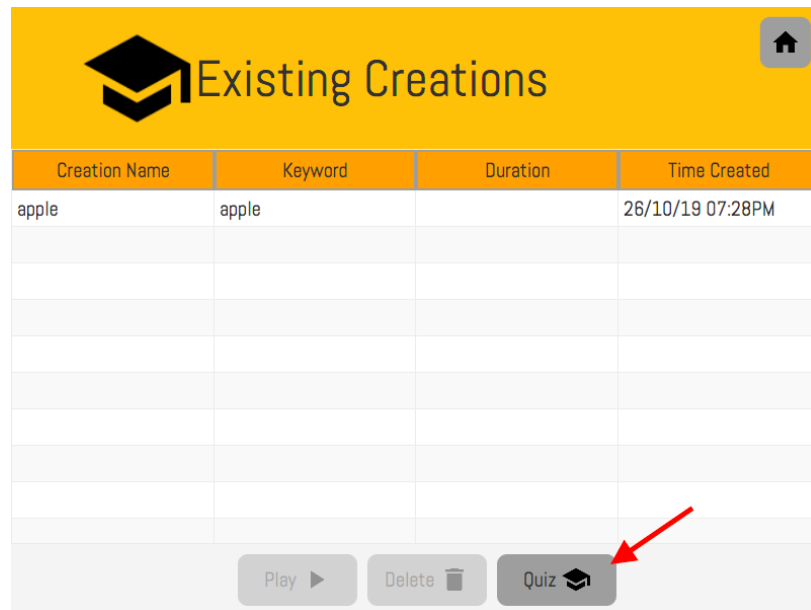 Existing Creations
Creation Name Keyword Duration Time Created
apple apple 26/10/19 07:28PM
Play Delete Quiz